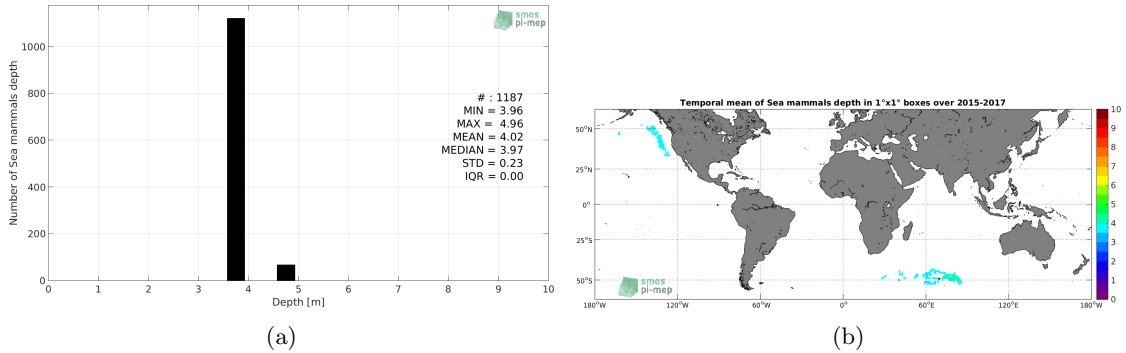 smos
pi-mep
Number of Sea mammals depth
1000
800
600
400
200
0
# : 1187
MIN = 3.96
MAX = 4.96
MEAN = 4.02
MEDIAN = 3.97
STD = 0.23
IQR = 0.00
0 1 2 3 4 5 6 7 8 9 10
Depth [m]
(a)
Temporal mean of Sea mammals depth in 1°x1° boxes over 2015-2017
50°N
25°N
0°
25°S
50°S
smos
pi-mep
180°W 120°W 60°W 0° 60°E 120°E 180°E
10
9
8
7
6
5
4
3
2
1
0
(b)